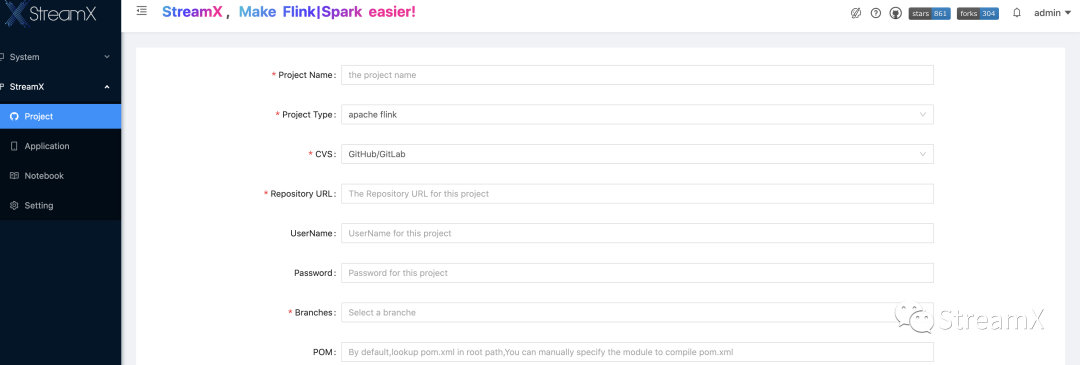 StreamX
StreamX, Make Flink|Spark easier!
stars 861 forks 304 admin
System
StreamX
Project
Application
Notebook
Setting
* Project Name: the project name
* Project Type: apache flink
* CVS: GitHub/GitLab
* Repository URL: The Repository URL for this project
UserName: UserName for this project
Password: Password for this project
* Branches: Select a branche
POM: By default,lookup pom.xml in root path,You can manually specify the module to compile pom.xml
StreamX